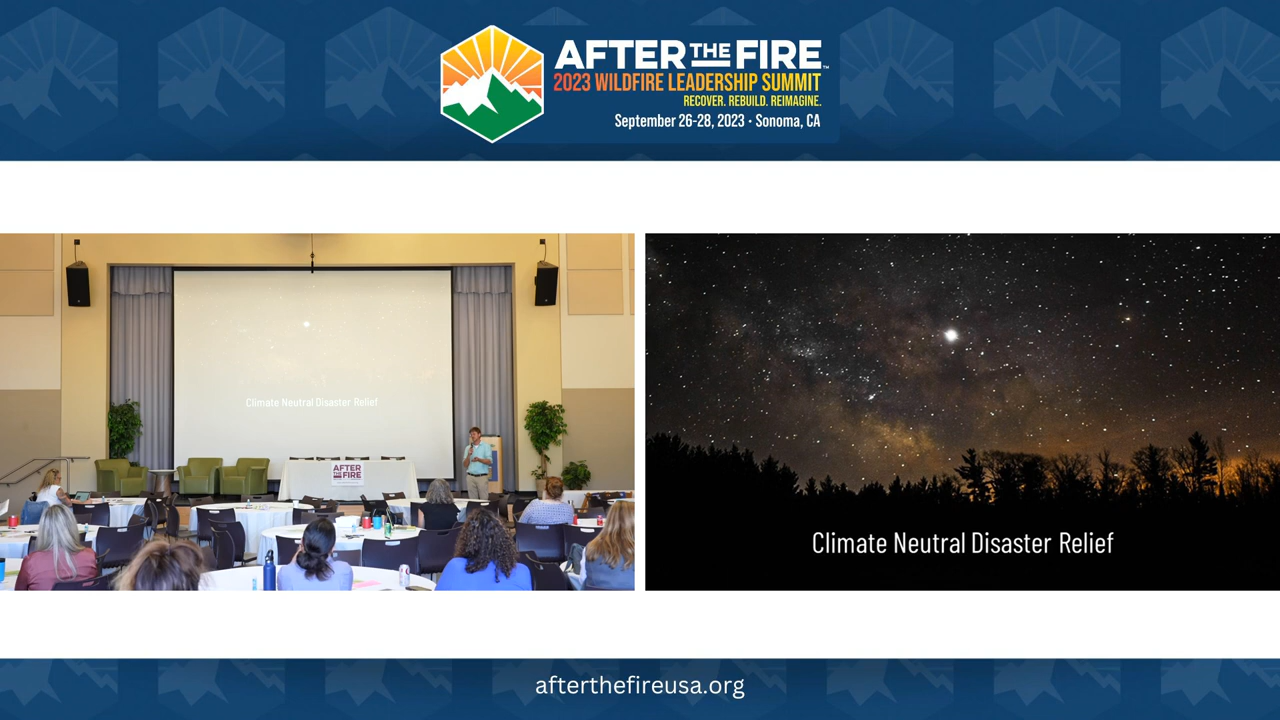 AFTER THE FIRE™
2023 WILDFIRE LEADERSHIP SUMMIT
RECOVER. REBUILD. REIMAGINE.
September 26-28, 2023 • Sonoma, CA
Climate Neutral Disaster Relief
AFTER
THE FIRE
Climate Neutral Disaster Relief
afterthefireusa.org